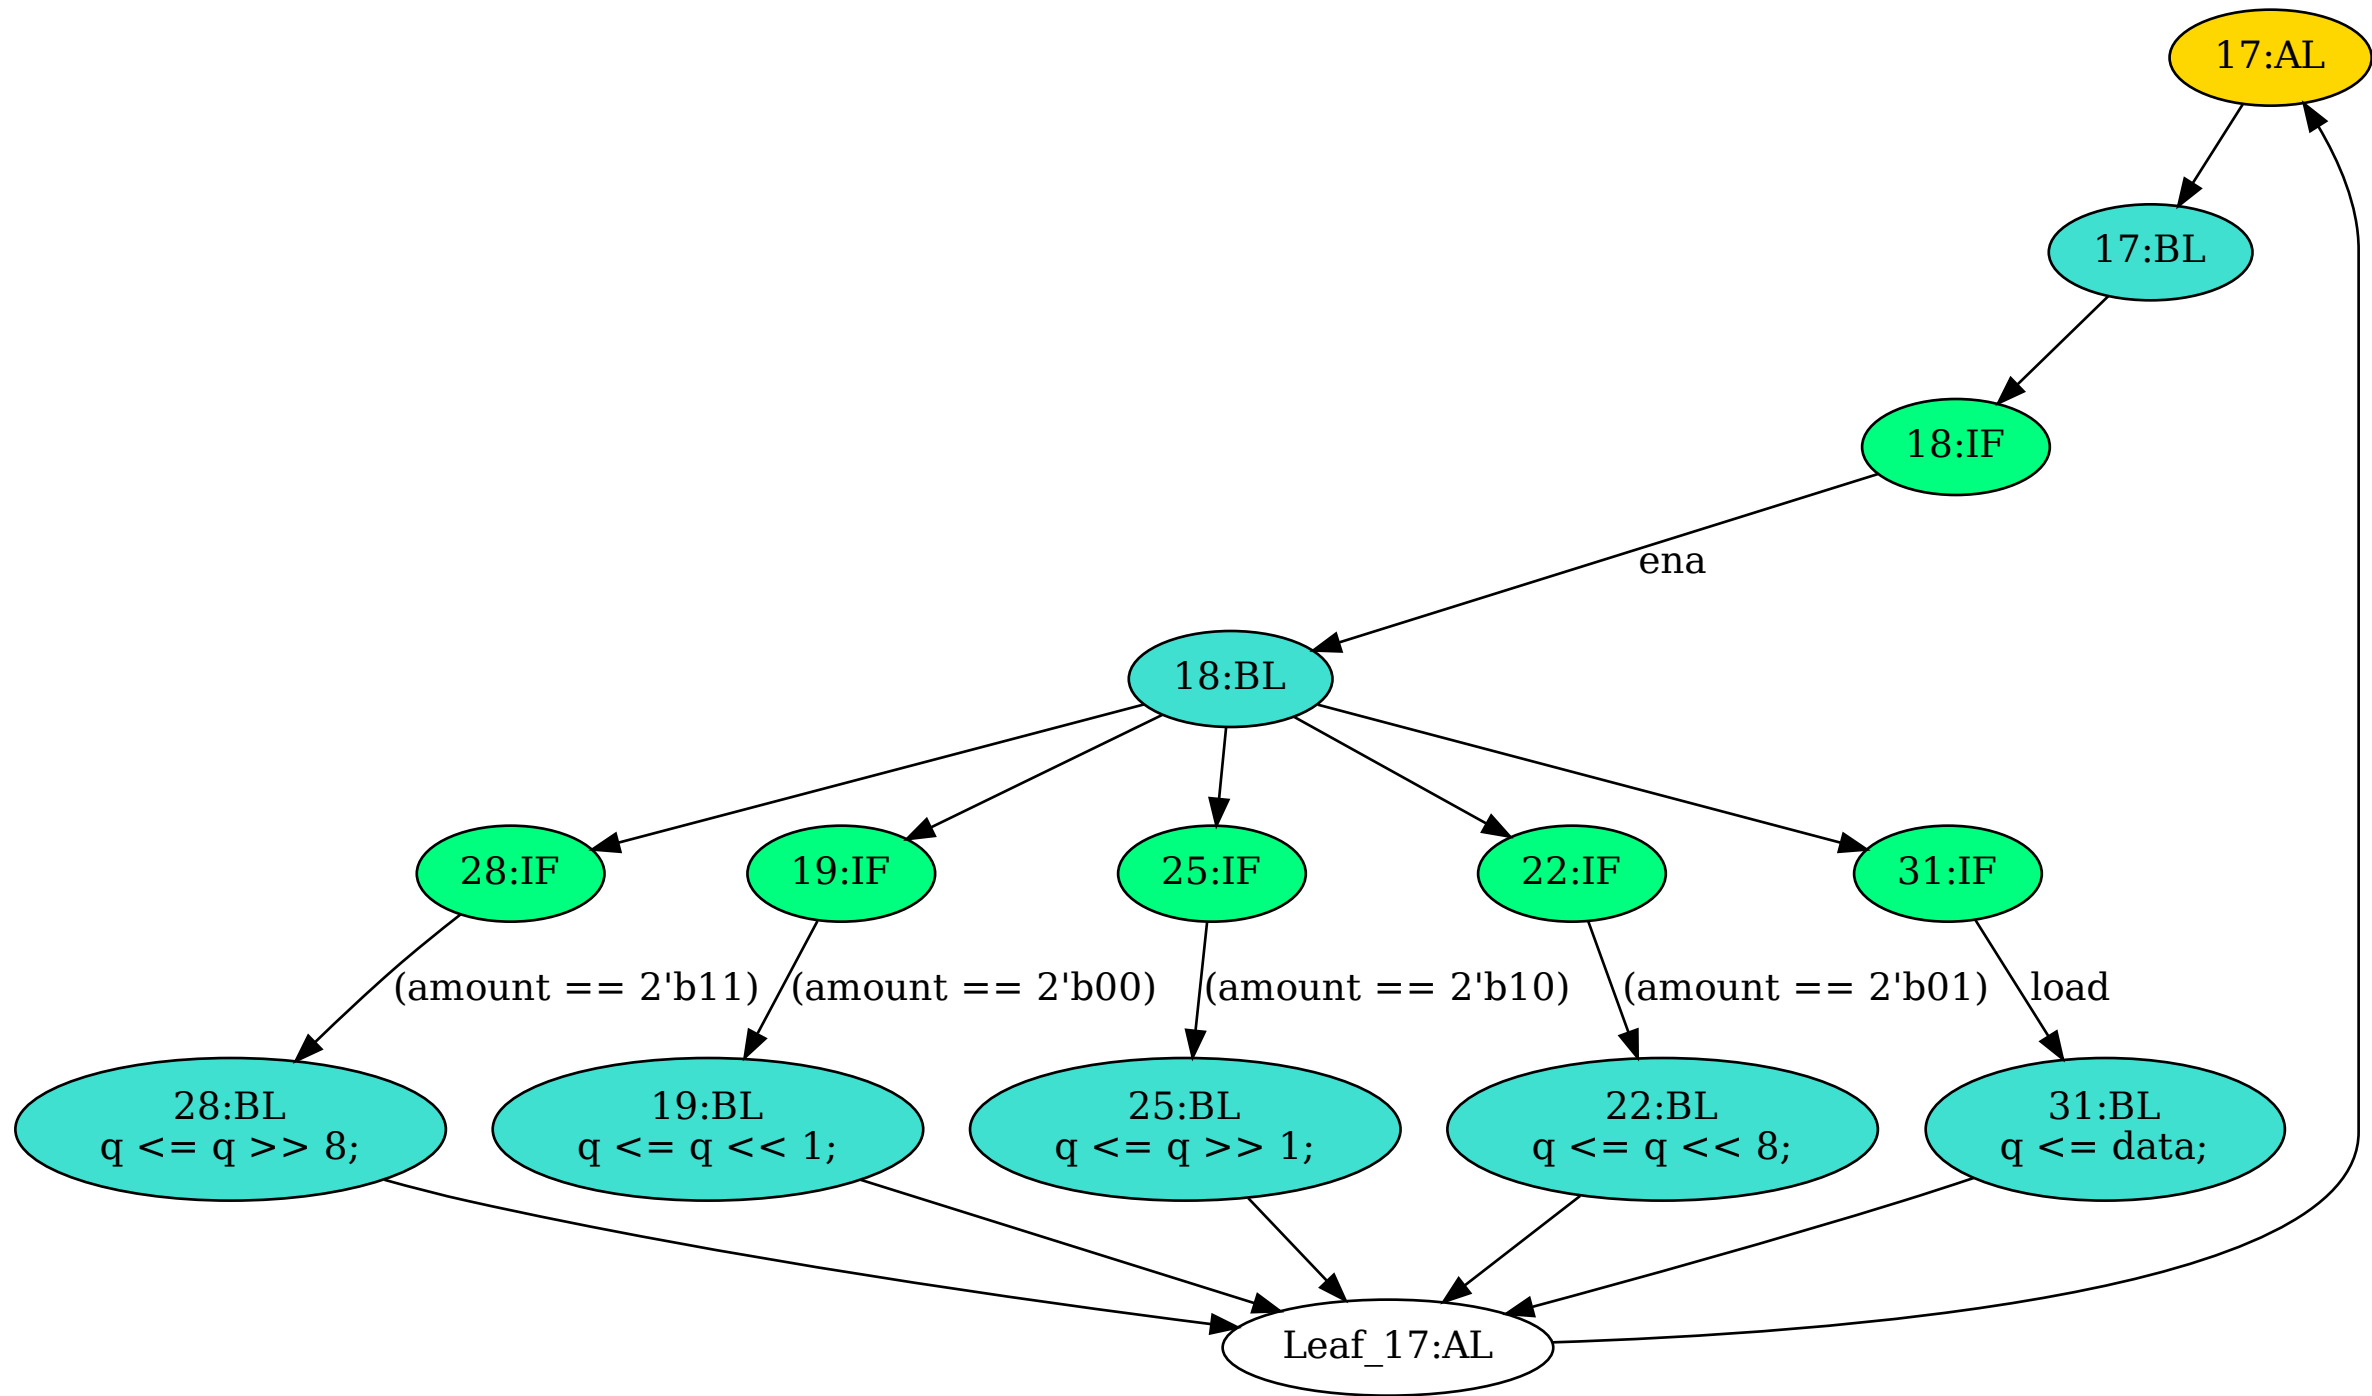 17:AL
17:BL
18:IF
ena
18:BL
28:IF
19:IF
25:IF
22:IF
31:IF
(amount == 2'b11)
(amount == 2'b00)
(amount == 2'b10)
(amount == 2'b01)
load
28:BL
q <= q >> 8;
19:BL
q <= q << 1;
25:BL
q <= q >> 1;
22:BL
q <= q << 8;
31:BL
q <= data;
Leaf_17:AL